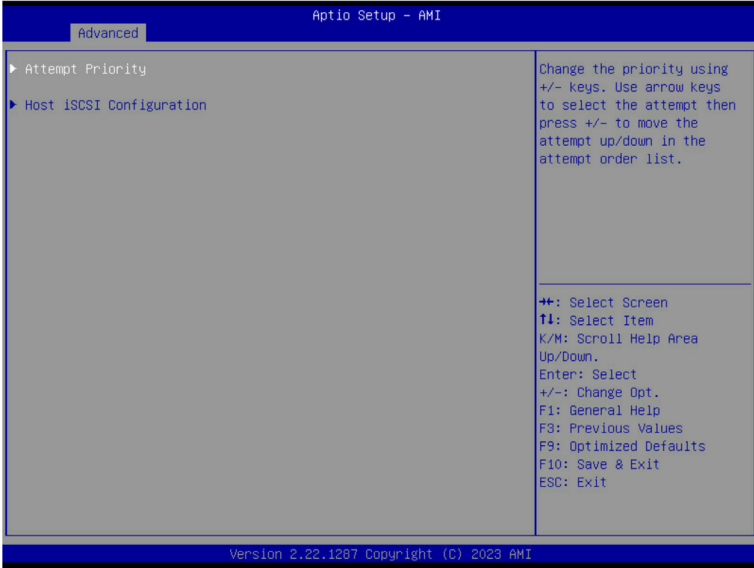 Aptio Setup – AMI
Advanced
▶ Attempt Priority
▶ Host iSCSI Configuration
Change the priority using
+/– keys. Use arrow keys
to select the attempt then
press +/– to move the
attempt up/down in the
attempt order list.
→←: Select Screen
↑↓: Select Item
K/M: Scroll Help Area
Up/Down.
Enter: Select
+/–: Change Opt.
F1: General Help
F3: Previous Values
F9: Optimized Defaults
F10: Save & Exit
ESC: Exit
Version 2.22.1287 Copyright (C) 2023 AMI